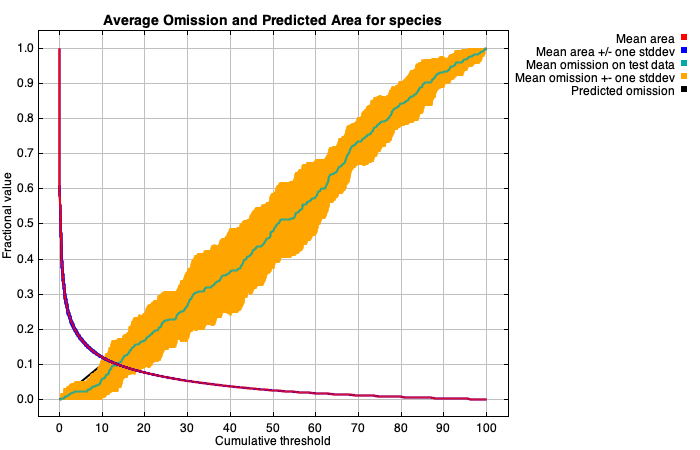 Average Omission and Predicted Area for species
Mean area
Mean area +/- one stddev
Mean omission on test data
Mean omission +- one stddev
Predicted omission
Fractional value
1.0
0.9
0.8
0.7
0.6
0.5
0.4
0.3
0.2
0.1
0.0
0 10 20 30 40 50 60 70 80 90 100
Cumulative threshold